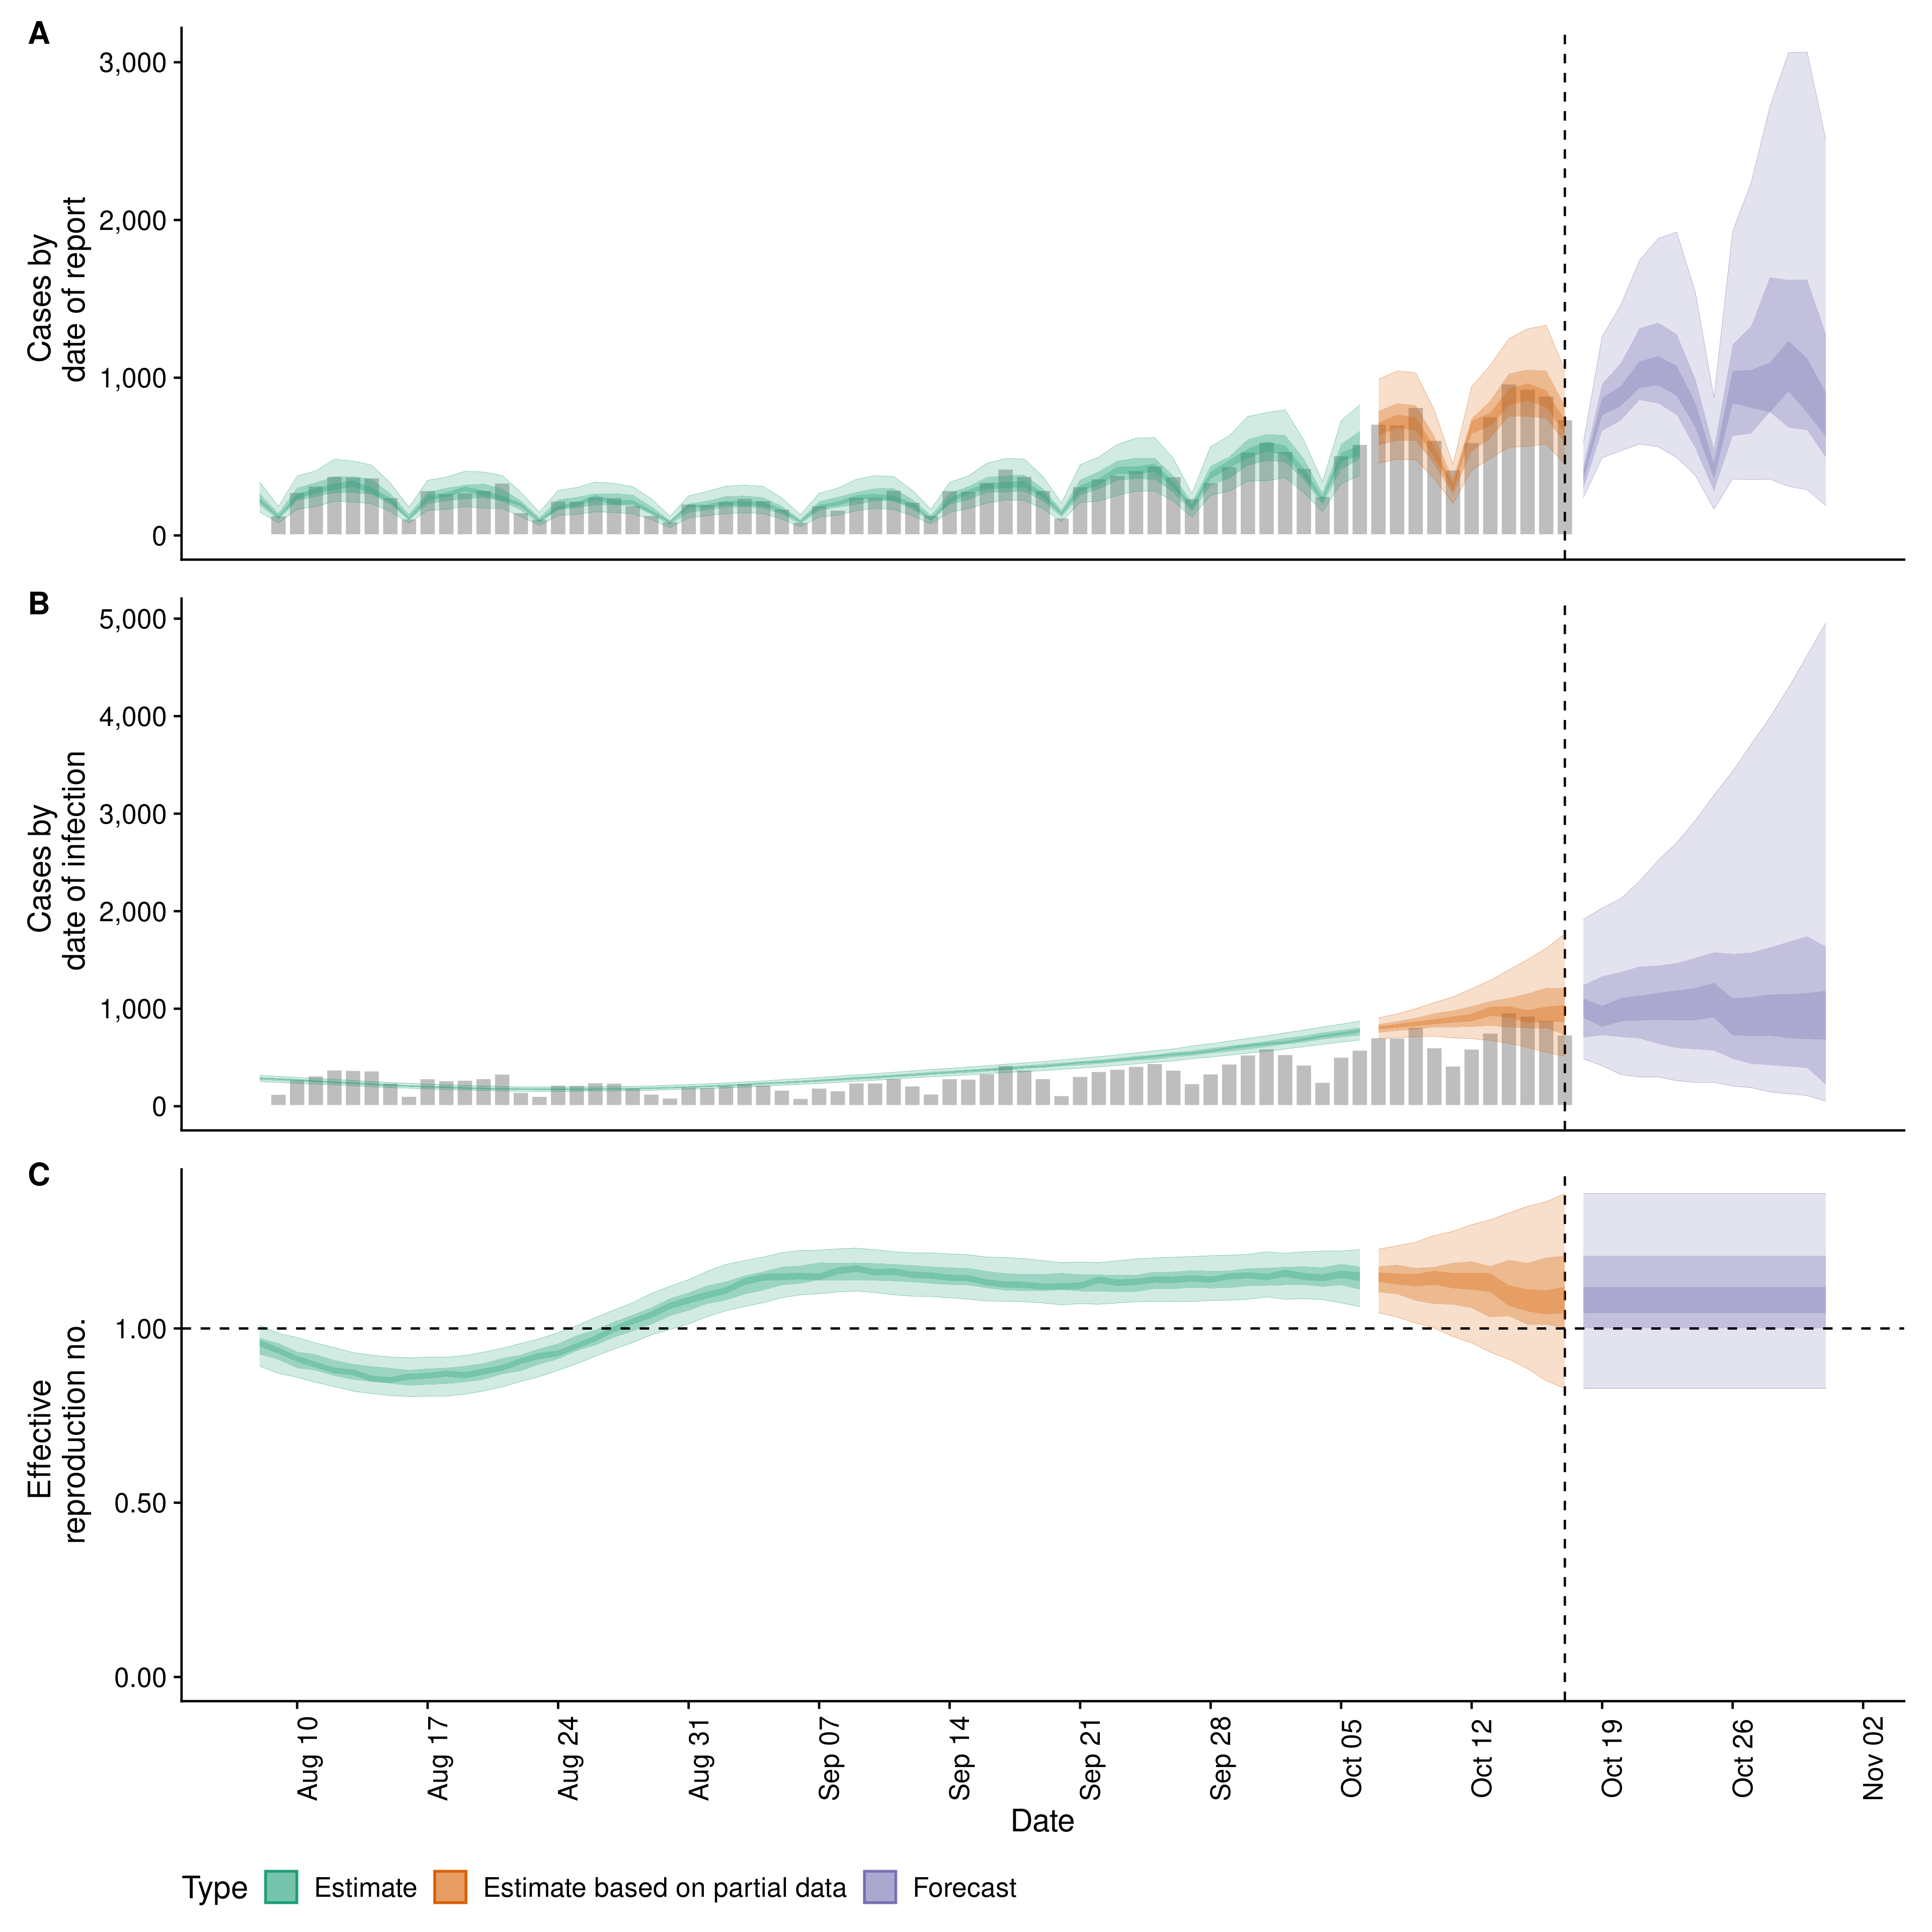 A
3,000
2,000
1,000
0
Cases by
date of report
B
5,000
4,000
3,000
2,000
1,000
0
Cases by
date of infection
C
1.00
0.50
0.00
Effective
reproduction no.
Aug 10
Aug 17
Aug 24
Aug 31
Sep 07
Sep 14
Sep 21
Sep 28
Oct 05
Oct 12
Oct 19
Oct 26
Nov 02
Date
Type Estimate Estimate based on partial data Forecast